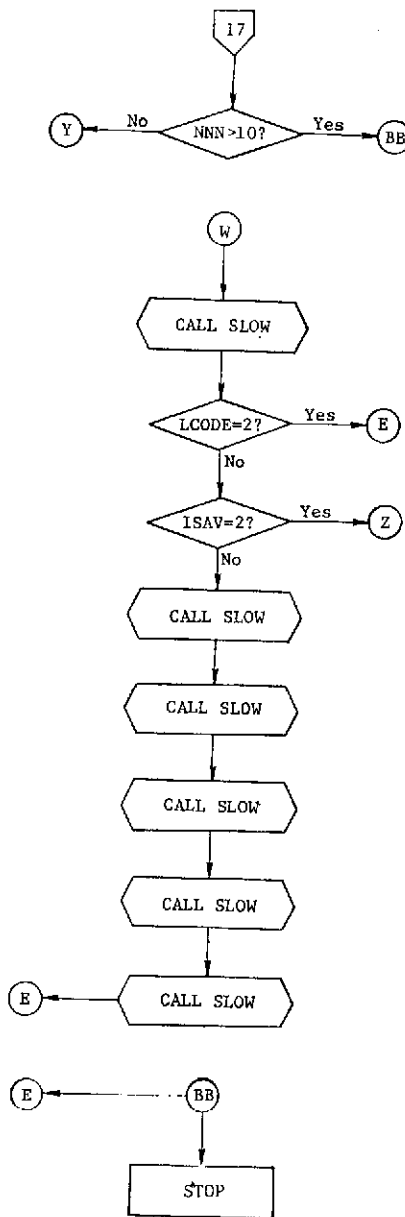 17
No
NNN>10?
Yes
Y
BB
W
CALL SLOW
LCODE=2?
Yes
E
No
ISAV=2?
Yes
Z
No
CALL SLOW
CALL SLOW
CALL SLOW
CALL SLOW
E
CALL SLOW
E
BB
STOP